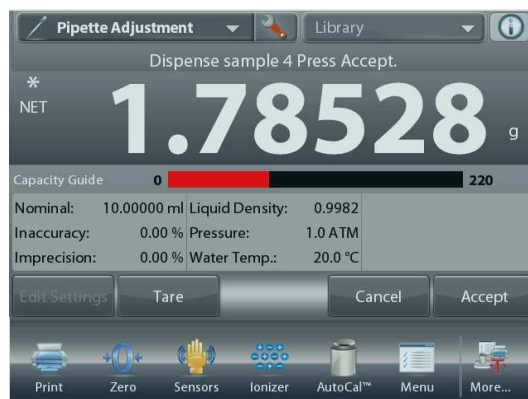 Pipette Adjustment
Library
Dispense sample 4 Press Accept.
*
NET
1.78528 g
Capacity Guide 0 220
Nominal: 10.00000 ml Liquid Density: 0.9982
Inaccuracy: 0.00 % Pressure: 1.0 ATM
Imprecision: 0.00 % Water Temp.: 20.0 °C
Edit Settings Tare Cancel Accept
Print Zero Sensors Ionizer AutoCal™ Menu More...